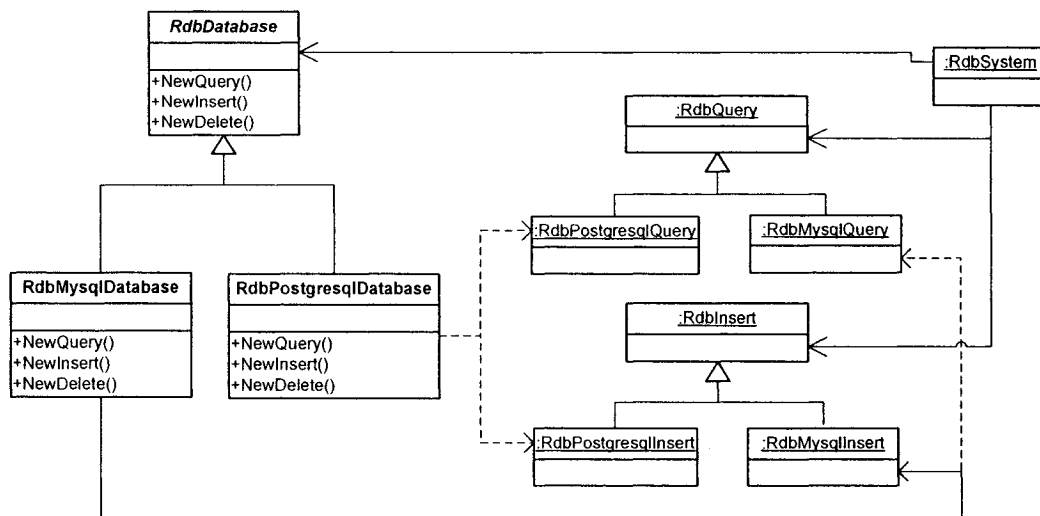 RdbDatabase
+NewQuery()
+NewInsert()
+NewDelete()
:RdbSystem
:RdbQuery
:RdbPostgresqlQuery
:RdbMysqlQuery
RdbMysqlDatabase
+NewQuery()
+NewInsert()
+NewDelete()
RdbPostgresqlDatabase
+NewQuery()
+NewInsert()
+NewDelete()
:RdbInsert
:RdbPostgresqlInsert
:RdbMysqlInsert